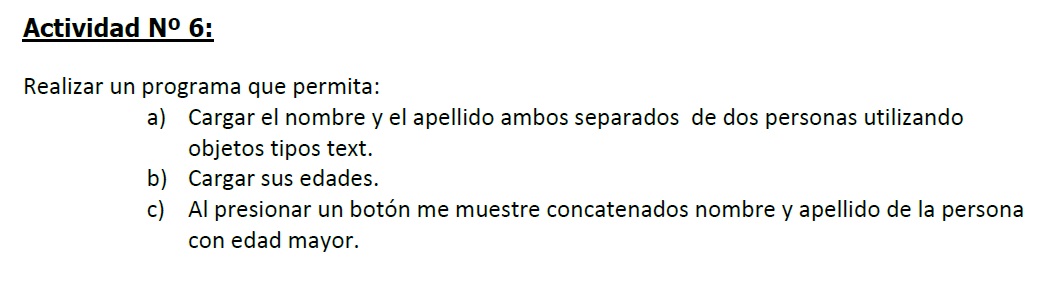 Actividad Nº 6:
Realizar un programa que permita:
a) Cargar el nombre y el apellido ambos separados de dos personas utilizando
objetos tipos text.
b) Cargar sus edades.
c) Al presionar un botón me muestre concatenados nombre y apellido de la persona
con edad mayor.